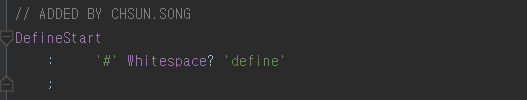 // ADDED BY CHSUN.SONG
DefineStart
    :     '#' Whitespace? 'define'
    ;